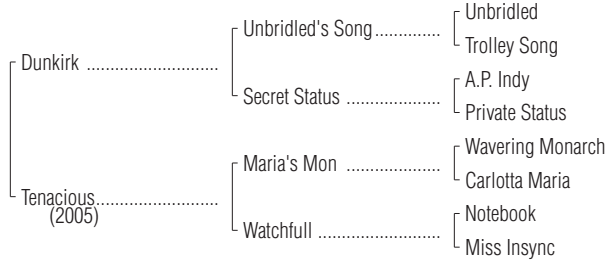 Unbridled
Unbridled's Song..............
Trolley Song
Dunkirk ............................
A.P. Indy
Secret Status ....................
Private Status
Wavering Monarch
Maria's Mon ....................
Carlotta Maria
Tenacious..........................
(2005)
Notebook
Watchfull ..........................
Miss Insync